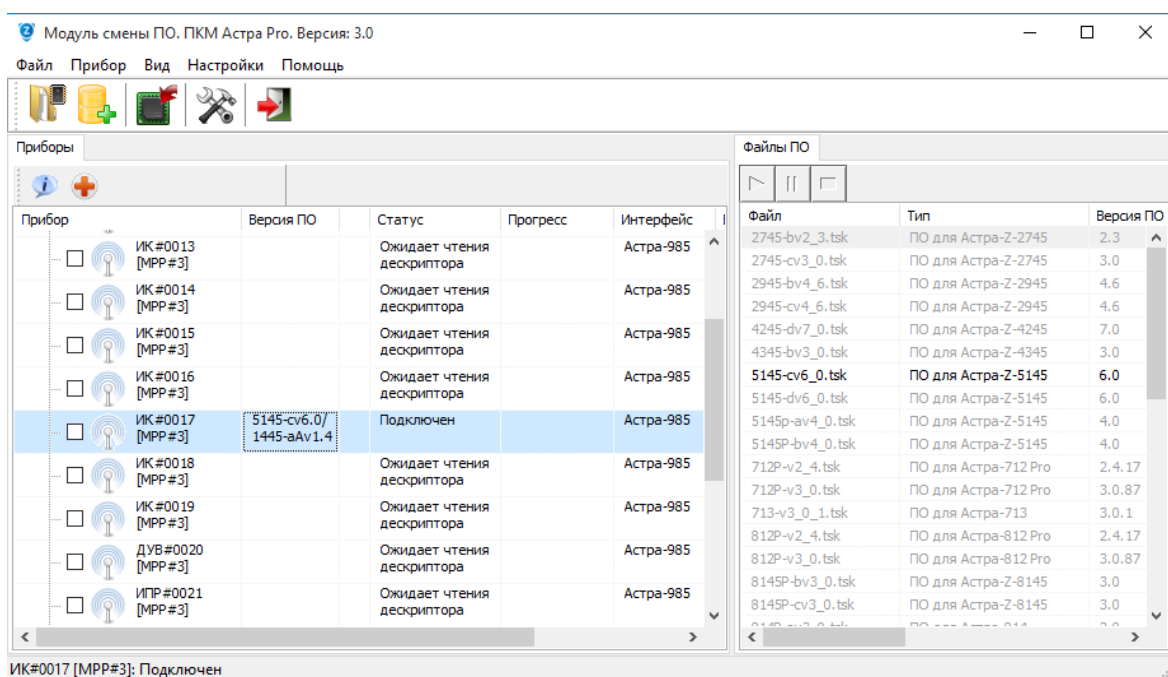 Модуль смены ПО. ПКМ Астра Pro. Версия: 3.0
Файл Прибор Вид Настройки Помощь
Приборы
Прибор Версия ПО Статус Прогресс Интерфейс
ИК#0013 Ожидает чтения Астра-985
[МРР#3] дескриптора
ИК#0014 Ожидает чтения Астра-985
[МРР#3] дескриптора
ИК#0015 Ожидает чтения Астра-985
[МРР#3] дескриптора
ИК#0016 Ожидает чтения Астра-985
[МРР#3] дескриптора
ИК#0017 5145-cv6.0/ Подключен Астра-985
[МРР#3] 1445-aAv1.4
ИК#0018 Ожидает чтения Астра-985
[МРР#3] дескриптора
ИК#0019 Ожидает чтения Астра-985
[МРР#3] дескриптора
ДУВ#0020 Ожидает чтения Астра-985
[МРР#3] дескриптора
ИПР#0021 Ожидает чтения Астра-985
[МРР#3] дескриптора
Файлы ПО
Файл Тип Версия ПО
2745-bv2_3.tsk ПО для Астра-Z-2745 2.3
2745-cv3_0.tsk ПО для Астра-Z-2745 3.0
2945-bv4_6.tsk ПО для Астра-Z-2945 4.6
2945-cv4_6.tsk ПО для Астра-Z-2945 4.6
4245-dv7_0.tsk ПО для Астра-Z-4245 7.0
4345-bv3_0.tsk ПО для Астра-Z-4345 3.0
5145-cv6_0.tsk ПО для Астра-Z-5145 6.0
5145-dv6_0.tsk ПО для Астра-Z-5145 6.0
5145p-av4_0.tsk ПО для Астра-Z-5145 4.0
5145P-bv4_0.tsk ПО для Астра-Z-5145 4.0
712P-v2_4.tsk ПО для Астра-712 Pro 2.4.17
712P-v3_0.tsk ПО для Астра-712 Pro 3.0.87
713-v3_0_1.tsk ПО для Астра-713 3.0.1
812P-v2_4.tsk ПО для Астра-812 Pro 2.4.17
812P-v3_0.tsk ПО для Астра-812 Pro 3.0.87
8145P-bv3_0.tsk ПО для Астра-Z-8145 3.0
8145P-cv3_0.tsk ПО для Астра-Z-8145 3.0
ИК#0017 [МРР#3]: Подключен